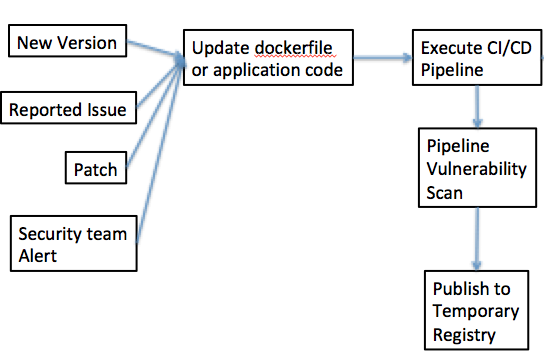 New Version
Update dockerfile
or application code
Execute CI/CD
Pipeline
Reported Issue
Patch
Pipeline
Vulnerability
Scan
Security team
Alert
Publish to
Temporary
Registry